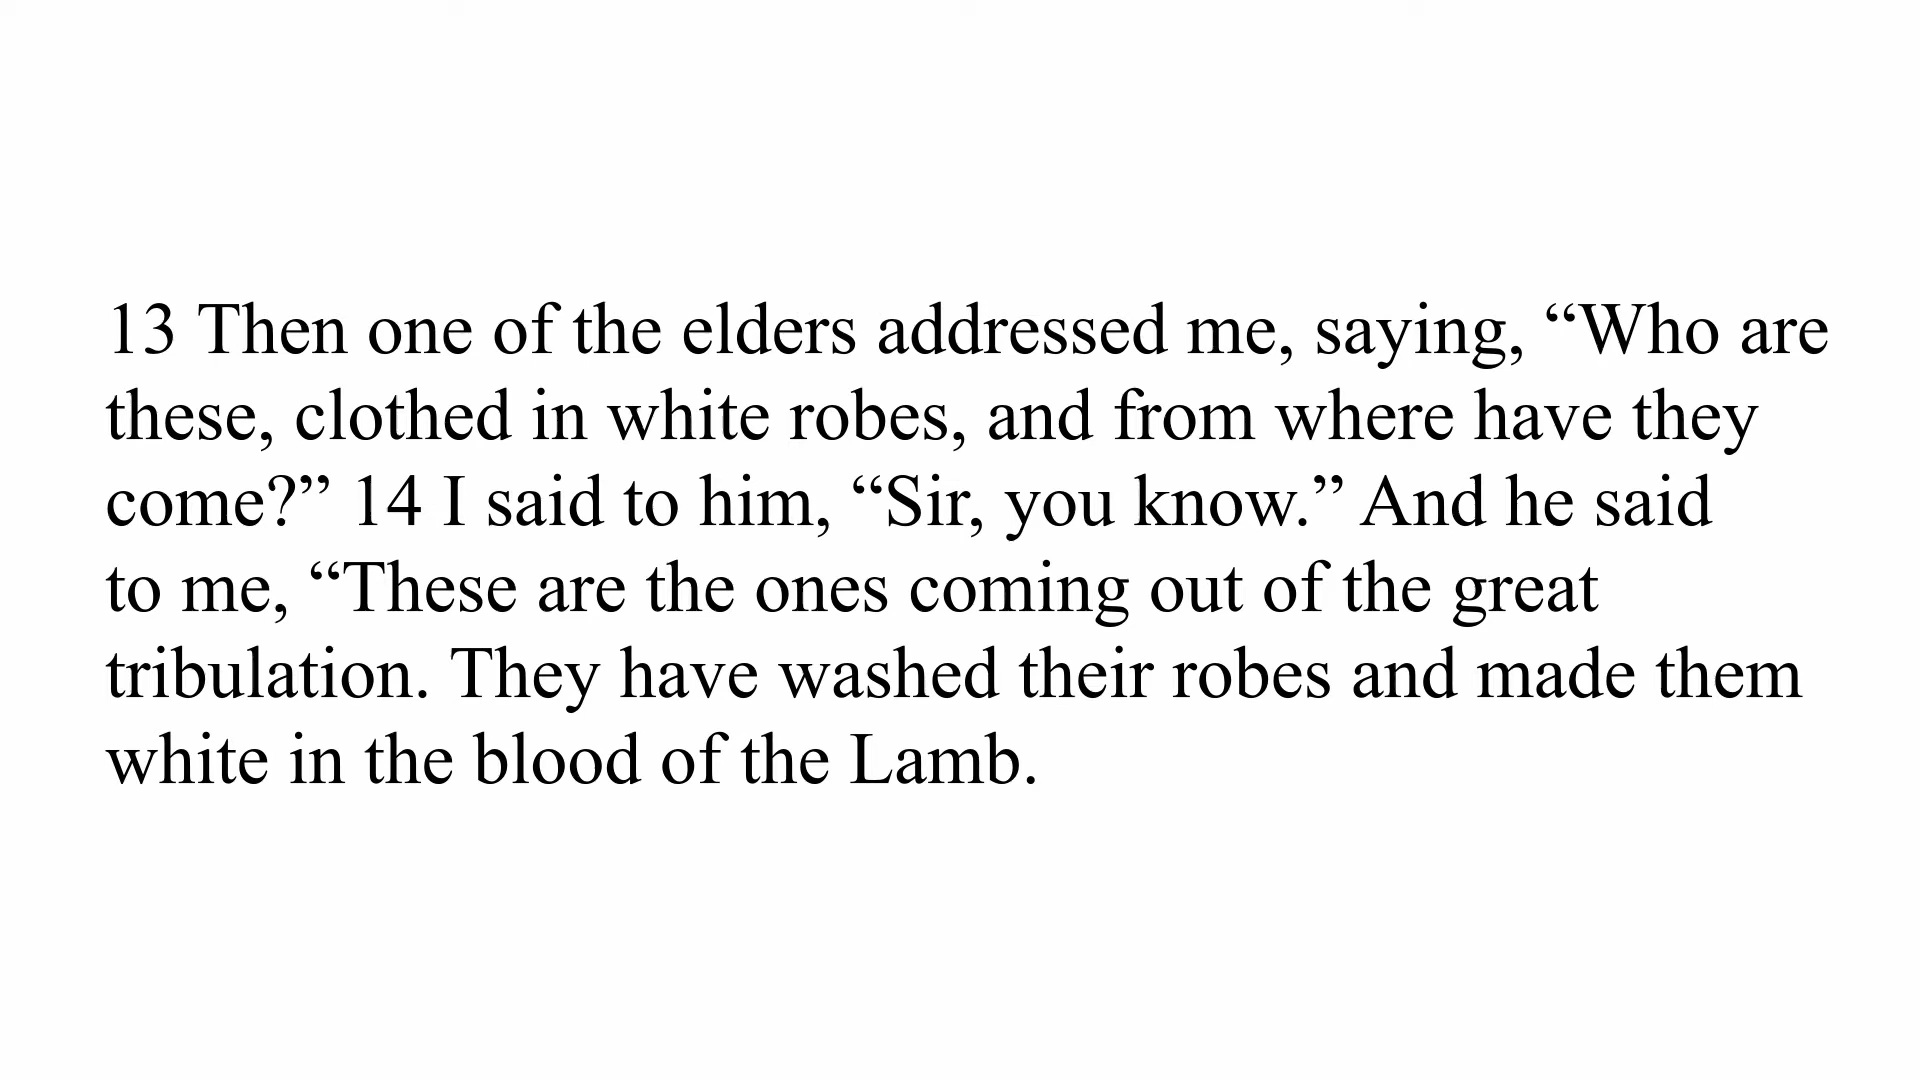 13 Then one of the elders addressed me, saying, “Who are
these, clothed in white robes, and from where have they
come?” 14 I said to him, “Sir, you know.” And he said
to me, “These are the ones coming out of the great
tribulation. They have washed their robes and made them
white in the blood of the Lamb.